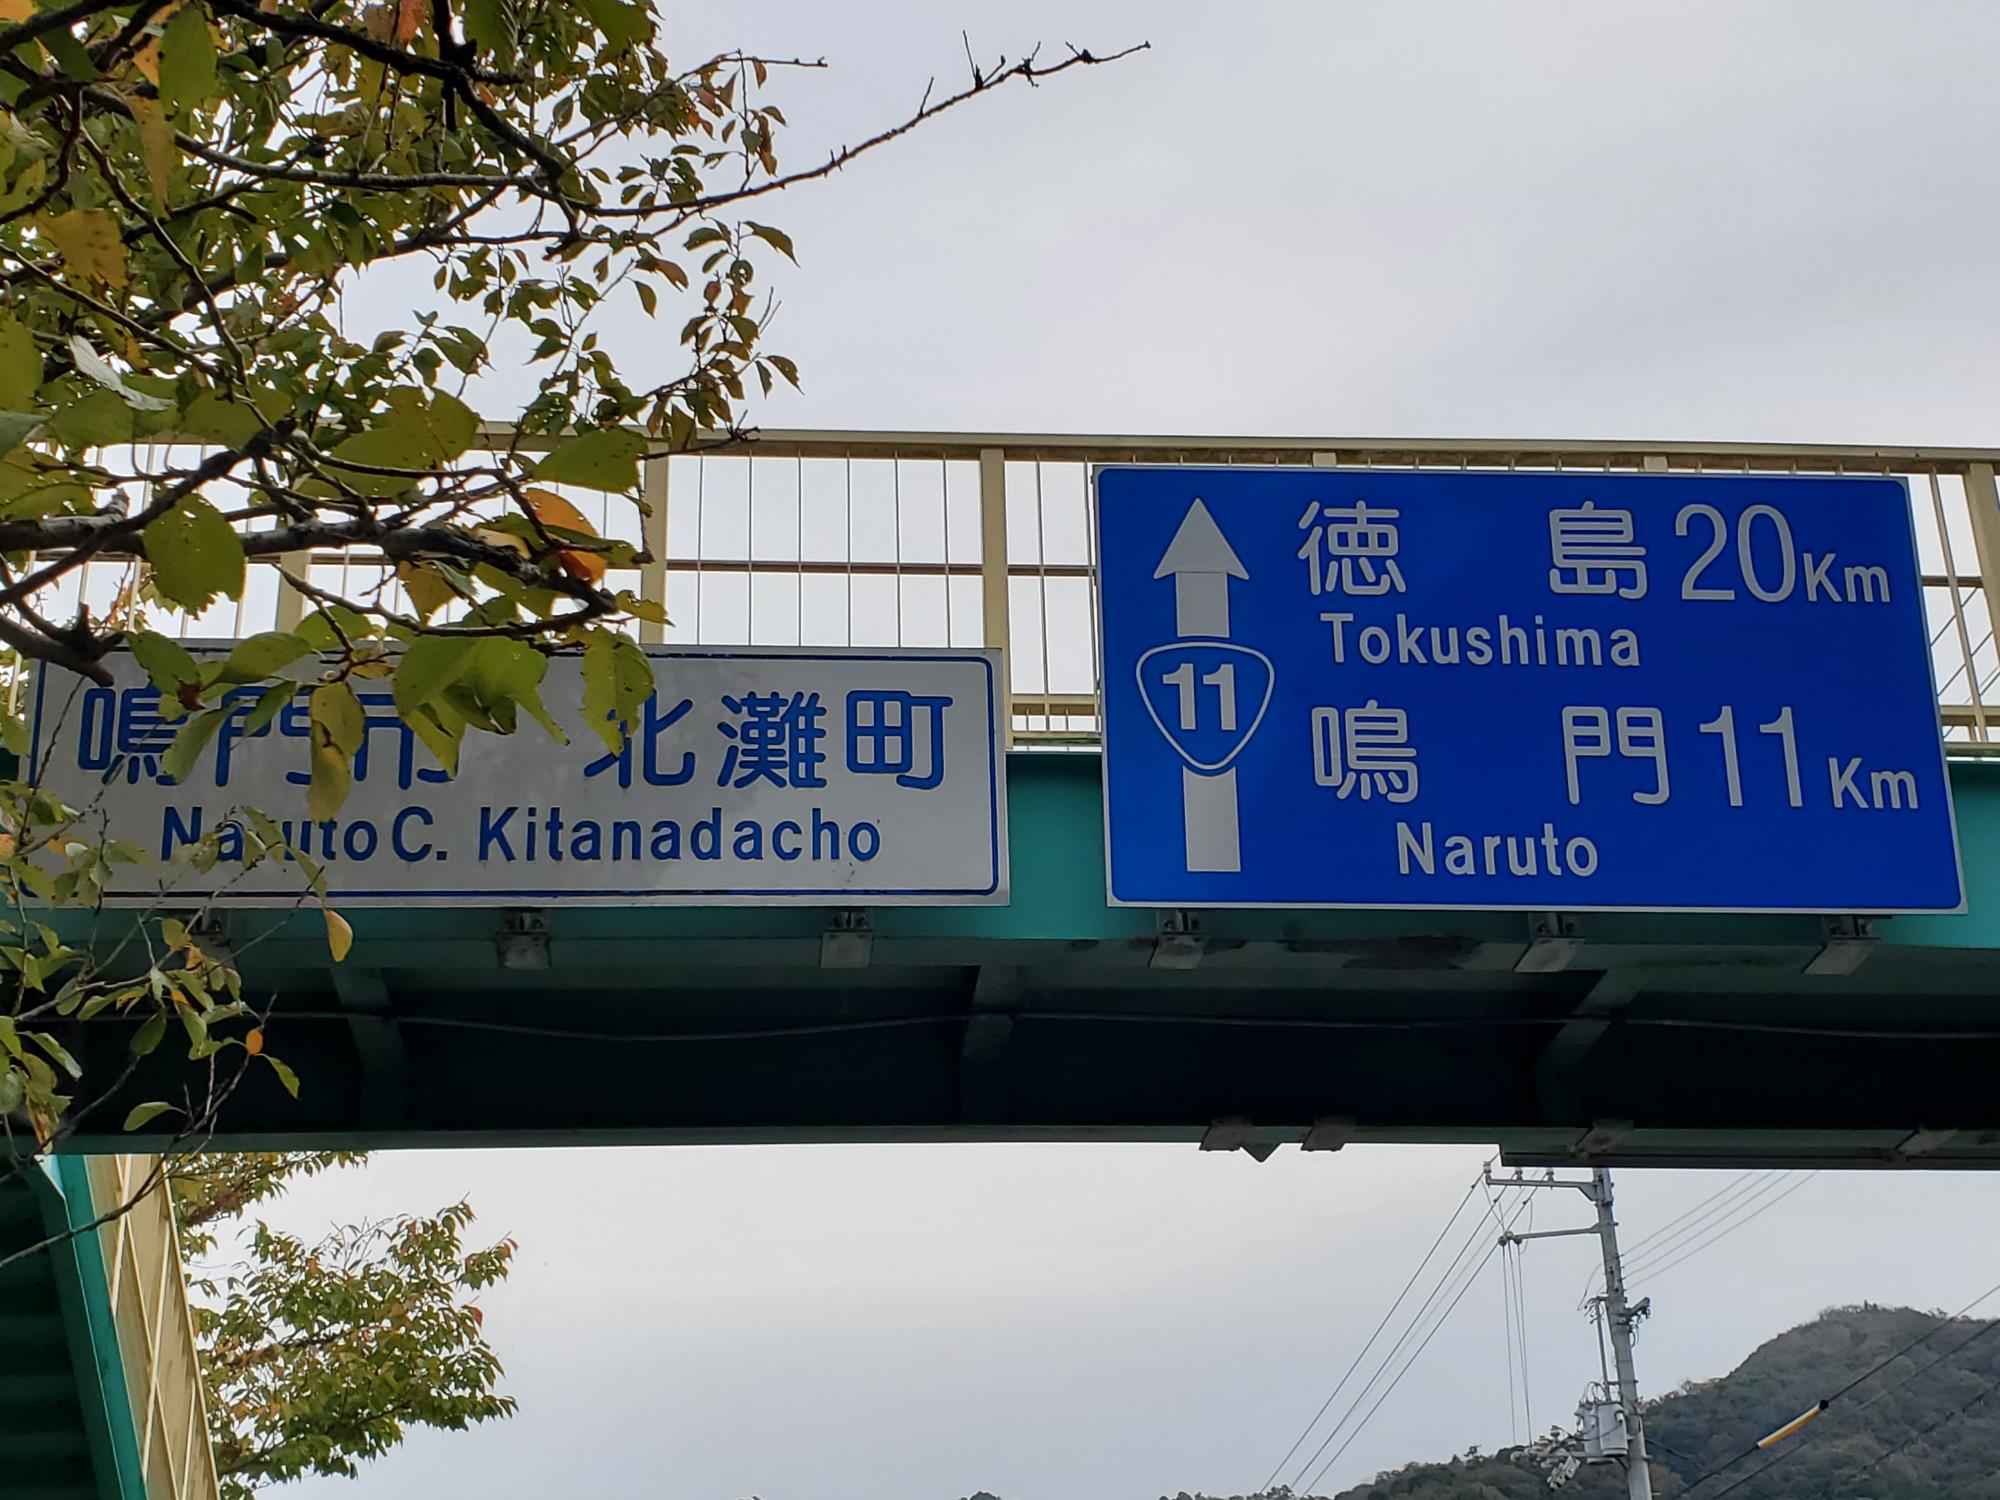 鳴門市 北灘町
Naruto C. Kitanadacho
徳島 20Km
Tokushima
11
鳴門 11Km
Naruto